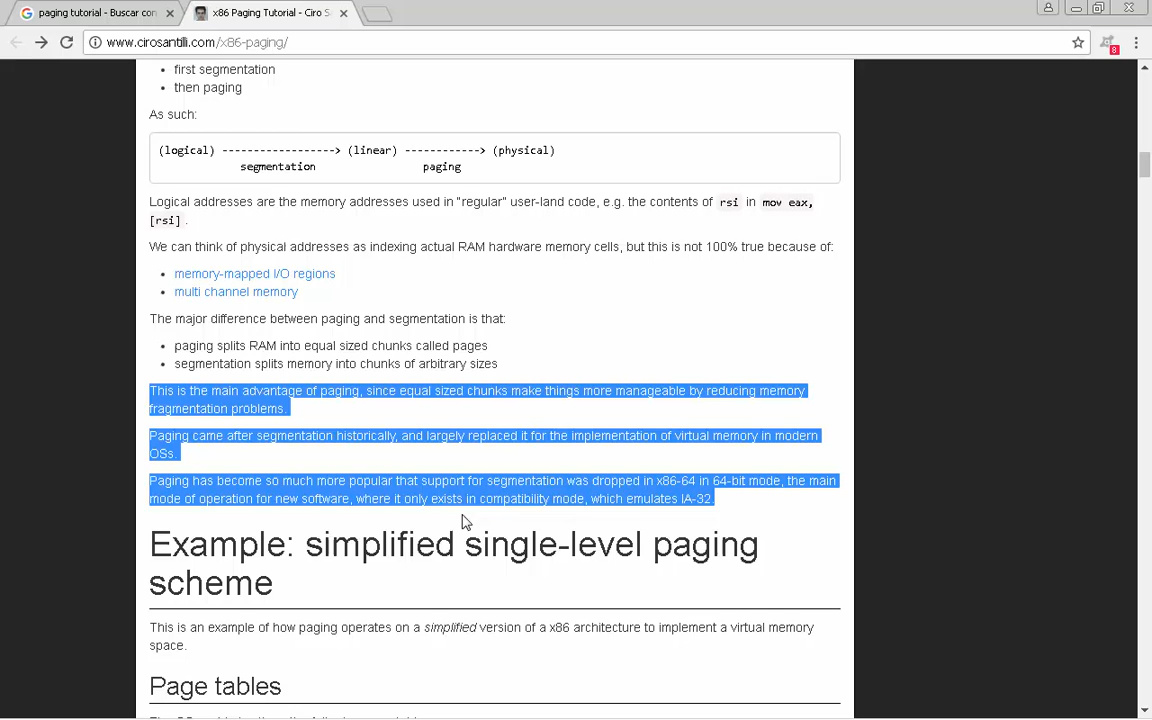 paging tutorial - Buscar con
x86 Paging Tutorial - Ciro S
www.cirosantilli.com/x86-paging/
8
first segmentation
then paging
As such:
(logical) ------------------> (linear) ------------> (physical)
segmentation paging
Logical addresses are the memory addresses used in "regular" user-land code, e.g. the contents of rsi in mov eax,
[rsi] .
We can think of physical addresses as indexing actual RAM hardware memory cells, but this is not 100% true because of:
memory-mapped I/O regions
multi channel memory
The major difference between paging and segmentation is that:
paging splits RAM into equal sized chunks called pages
segmentation splits memory into chunks of arbitrary sizes
This is the main advantage of paging, since equal sized chunks make things more manageable by reducing memory
fragmentation problems.
Paging came after segmentation historically, and largely replaced it for the implementation of virtual memory in modern
OSs.
Paging has become so much more popular that support for segmentation was dropped in x86-64 in 64-bit mode, the main
mode of operation for new software, where it only exists in compatibility mode, which emulates IA-32.
Example: simplified single-level paging
scheme
This is an example of how paging operates on a simplified version of a x86 architecture to implement a virtual memory
space.
Page tables